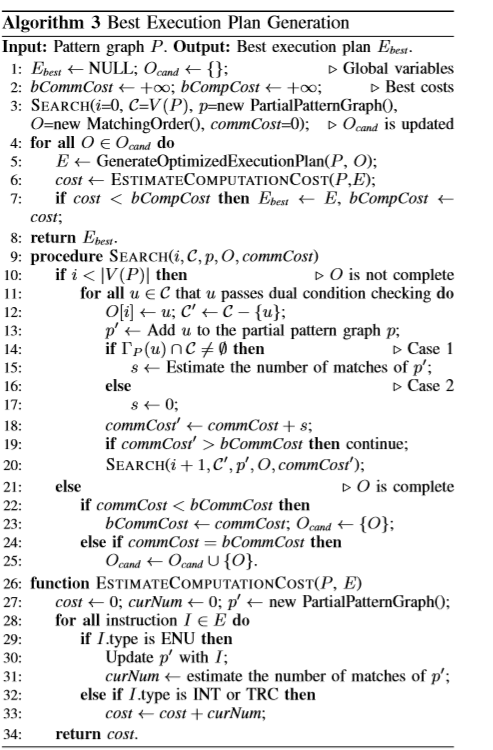 Algorithm 3 Best Execution Plan Generation
Input: Pattern graph P. Output: Best execution plan E_best.
1: E_best ← NULL; O_cand ← {}; ▷ Global variables
2: bCommCost ← +∞; bCompCost ← +∞; ▷ Best costs
3: SEARCH(i=0, C=V(P), p=new PartialPatternGraph(),
O=new MatchingOrder(), commCost=0); ▷ O_cand is updated
4: for all O ∈ O_cand do
5: E ← GenerateOptimizedExecutionPlan(P, O);
6: cost ← ESTIMATECOMPUTATIONCOST(P,E);
7: if cost < bCompCost then E_best ← E, bCompCost ←
cost;
8: return E_best.
9: procedure SEARCH(i, C, p, O, commCost)
10: if i < |V(P)| then ▷ O is not complete
11: for all u ∈ C that u passes dual condition checking do
12: O[i] ← u; C′ ← C − {u};
13: p′ ← Add u to the partial pattern graph p;
14: if Γ_P(u) ∩ C ≠ ∅ then ▷ Case 1
15: s ← Estimate the number of matches of p′;
16: else ▷ Case 2
17: s ← 0;
18: commCost′ ← commCost + s;
19: if commCost′ > bCommCost then continue;
20: SEARCH(i + 1, C′, p′, O, commCost′);
21: else ▷ O is complete
22: if commCost < bCommCost then
23: bCommCost ← commCost; O_cand ← {O};
24: else if commCost = bCommCost then
25: O_cand ← O_cand ∪ {O}.
26: function ESTIMATECOMPUTATIONCOST(P, E)
27: cost ← 0; curNum ← 0; p′ ← new PartialPatternGraph();
28: for all instruction I ∈ E do
29: if I.type is ENU then
30: Update p′ with I;
31: curNum ← estimate the number of matches of p′;
32: else if I.type is INT or TRC then
33: cost ← cost + curNum;
34: return cost.